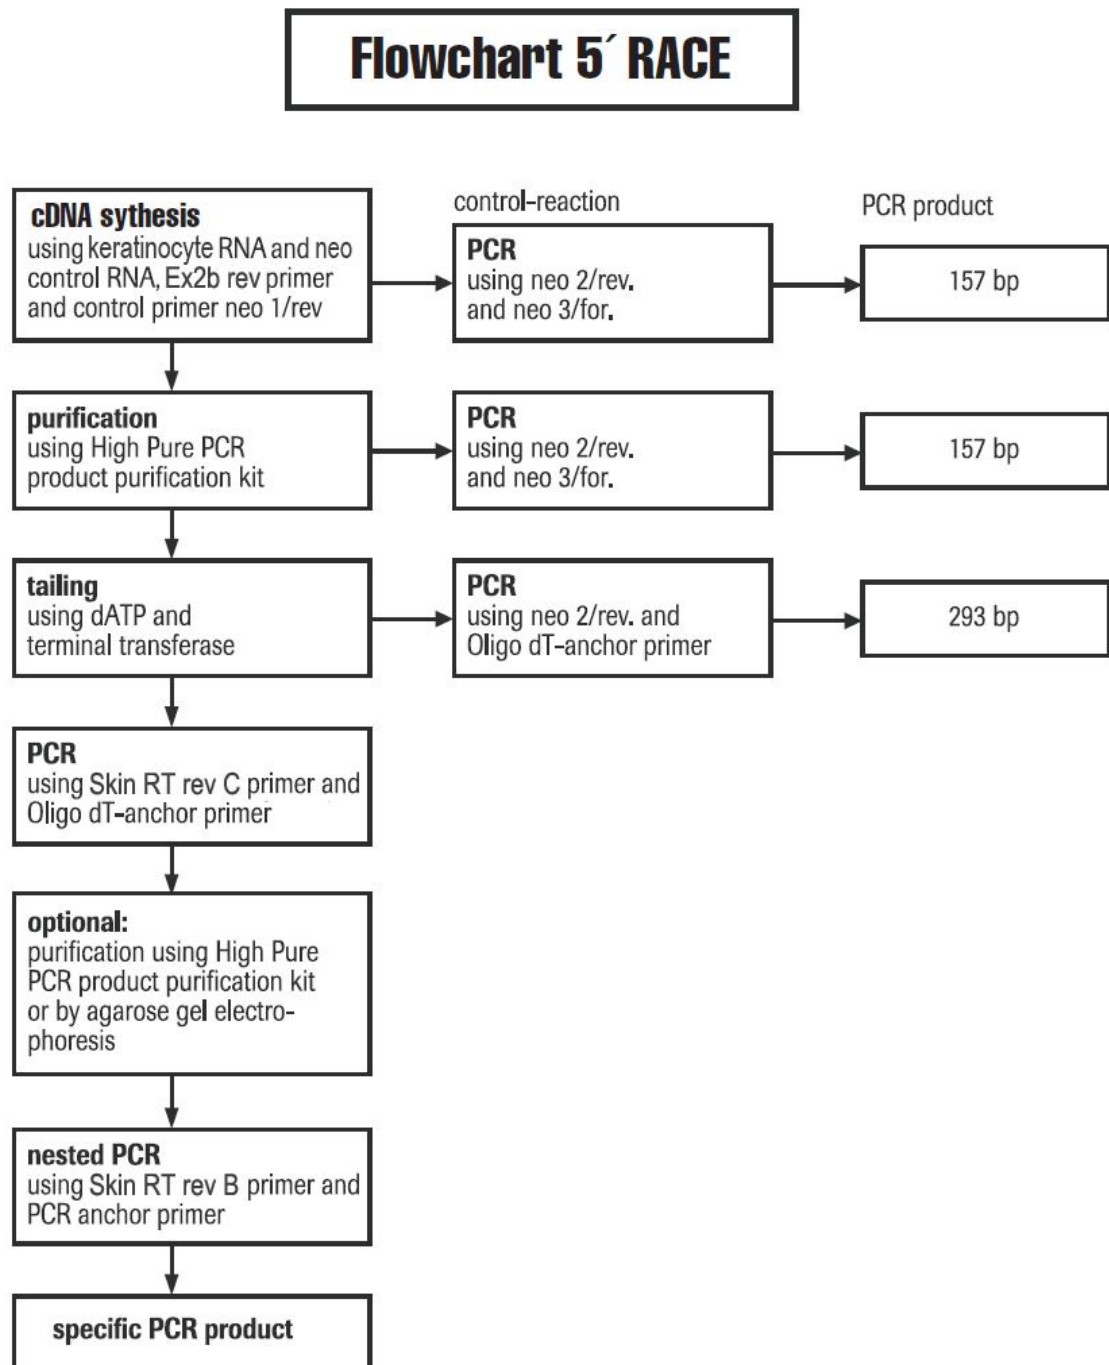 Flowchart 5´ RACE
cDNA sythesis
using keratinocyte RNA and neo
control RNA, Ex2b rev primer
and control primer neo 1/rev
control-reaction
PCR
using neo 2/rev.
and neo 3/for.
PCR product
157 bp
purification
using High Pure PCR
product purification kit
PCR
using neo 2/rev.
and neo 3/for.
157 bp
tailing
using dATP and
terminal transferase
PCR
using neo 2/rev. and
Oligo dT-anchor primer
293 bp
PCR
using Skin RT rev C primer and
Oligo dT-anchor primer
optional:
purification using High Pure
PCR product purification kit
or by agarose gel electro-
phoresis
nested PCR
using Skin RT rev B primer and
PCR anchor primer
specific PCR product